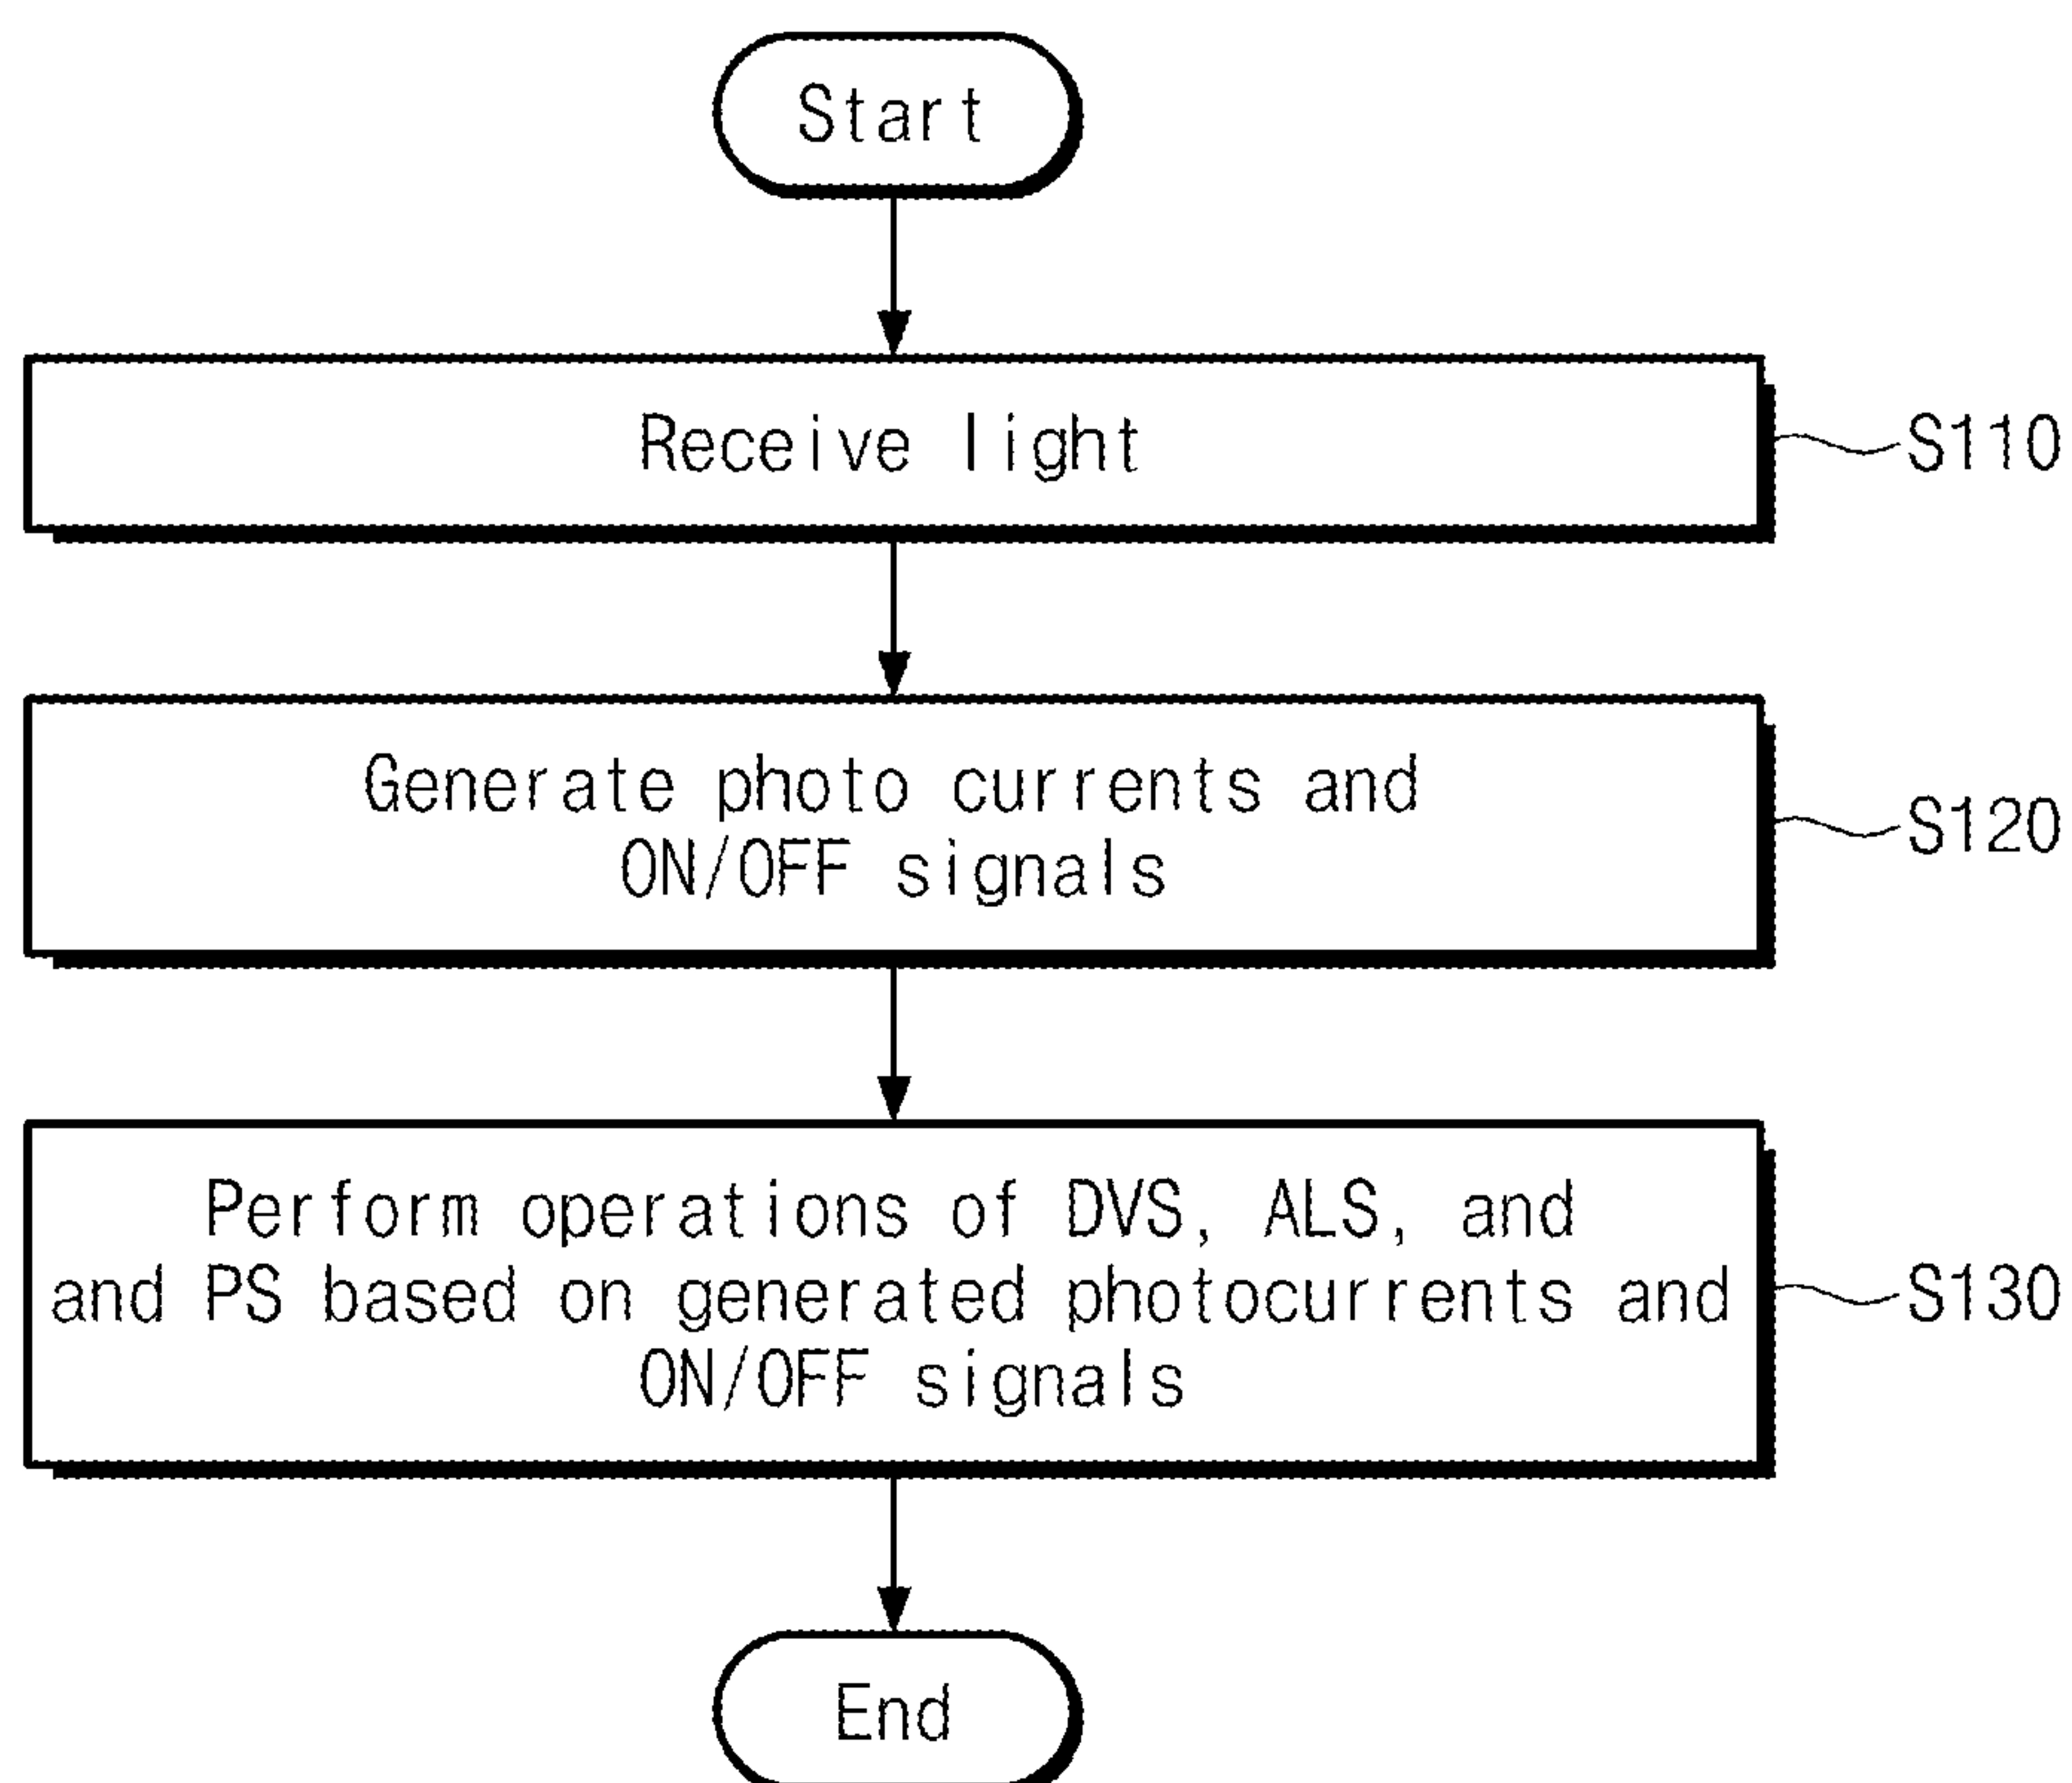 Start
Receive light
S110
Generate photo currents and
ON/OFF signals
S120
Perform operations of DVS, ALS, and
and PS based on generated photocurrents and
ON/OFF signals
S130
End